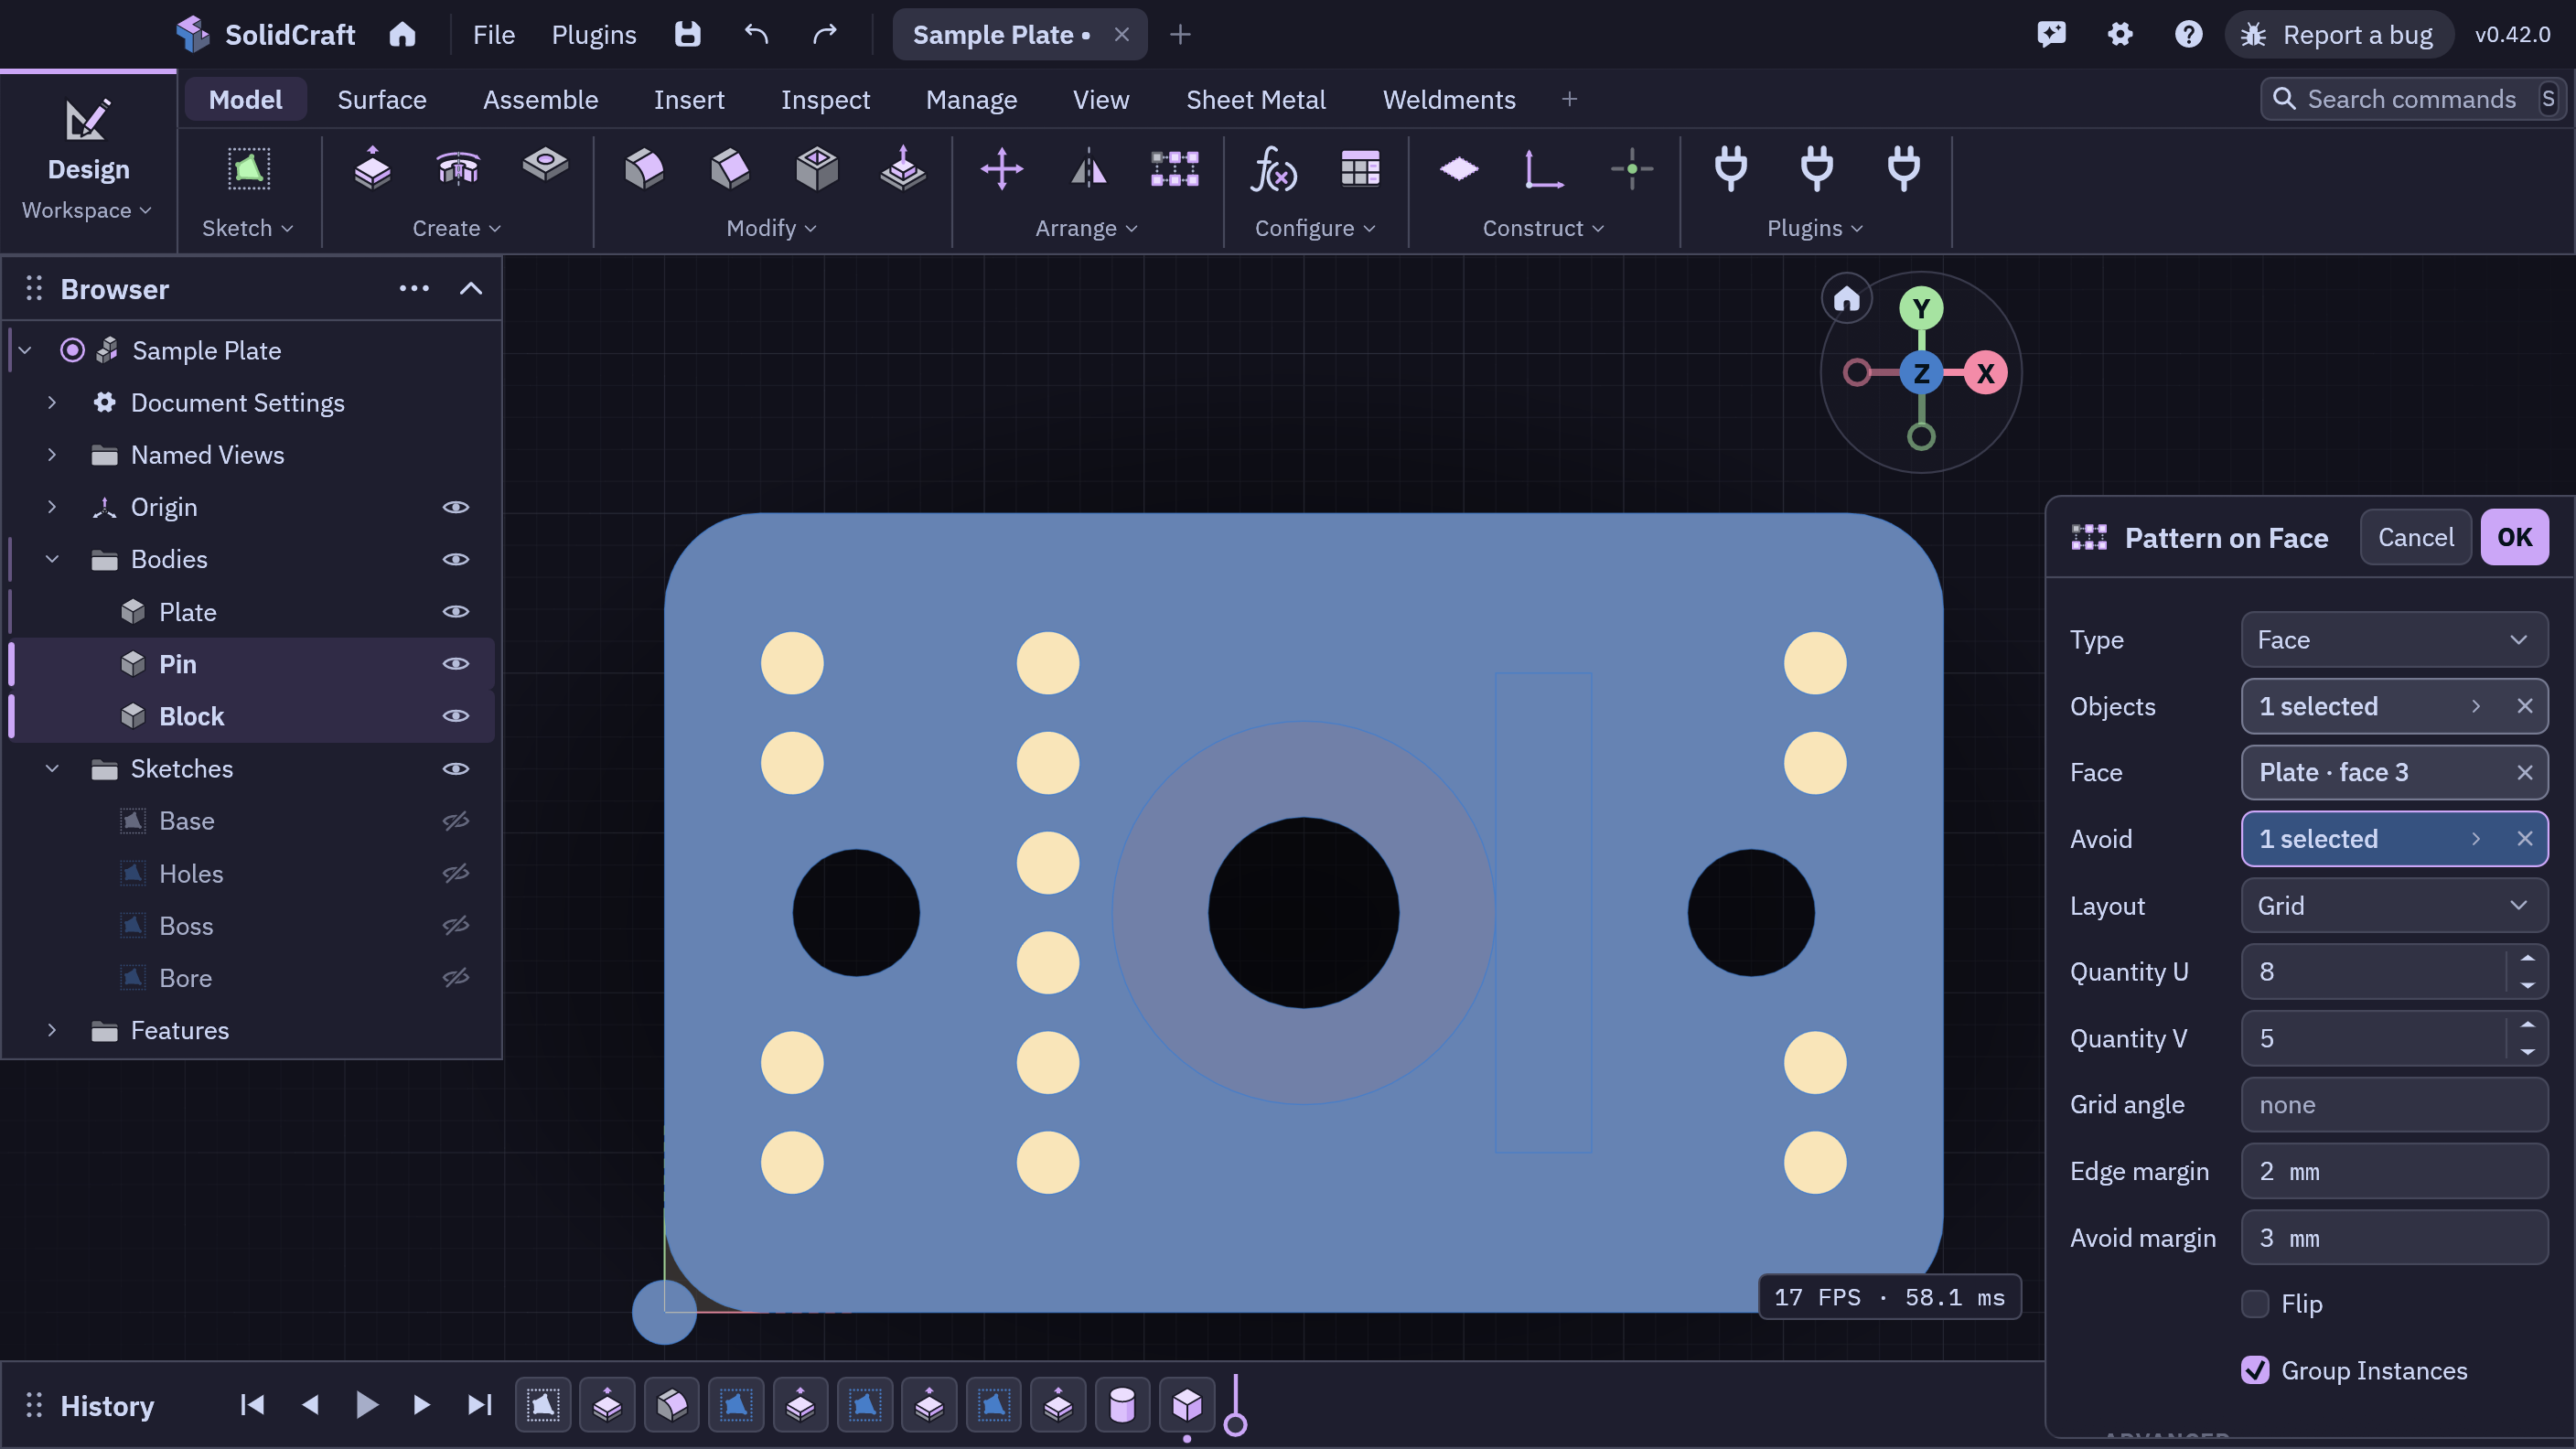 SolidCraft
File
Plugins
Sample Plate •
Report a bug
v0.42.0
Design
Workspace
Model
Surface
Assemble
Insert
Inspect
Manage
View
Sheet Metal
Weldments
Search commands
S
Sketch
Create
Modify
Arrange
Configure
Construct
Plugins
Browser
Sample Plate
Document Settings
Named Views
Origin
Bodies
Plate
Pin
Block
Sketches
Base
Holes
Boss
Bore
Features
Y
Z
X
Pattern on Face
Cancel
OK
Type
Face
Objects
1 selected
Face
Plate · face 3
Avoid
1 selected
Layout
Grid
Quantity U
8
Quantity V
5
Grid angle
none
Edge margin
2 mm
Avoid margin
3 mm
Flip
Group Instances
ADVANCED
17 FPS · 58.1 ms
History